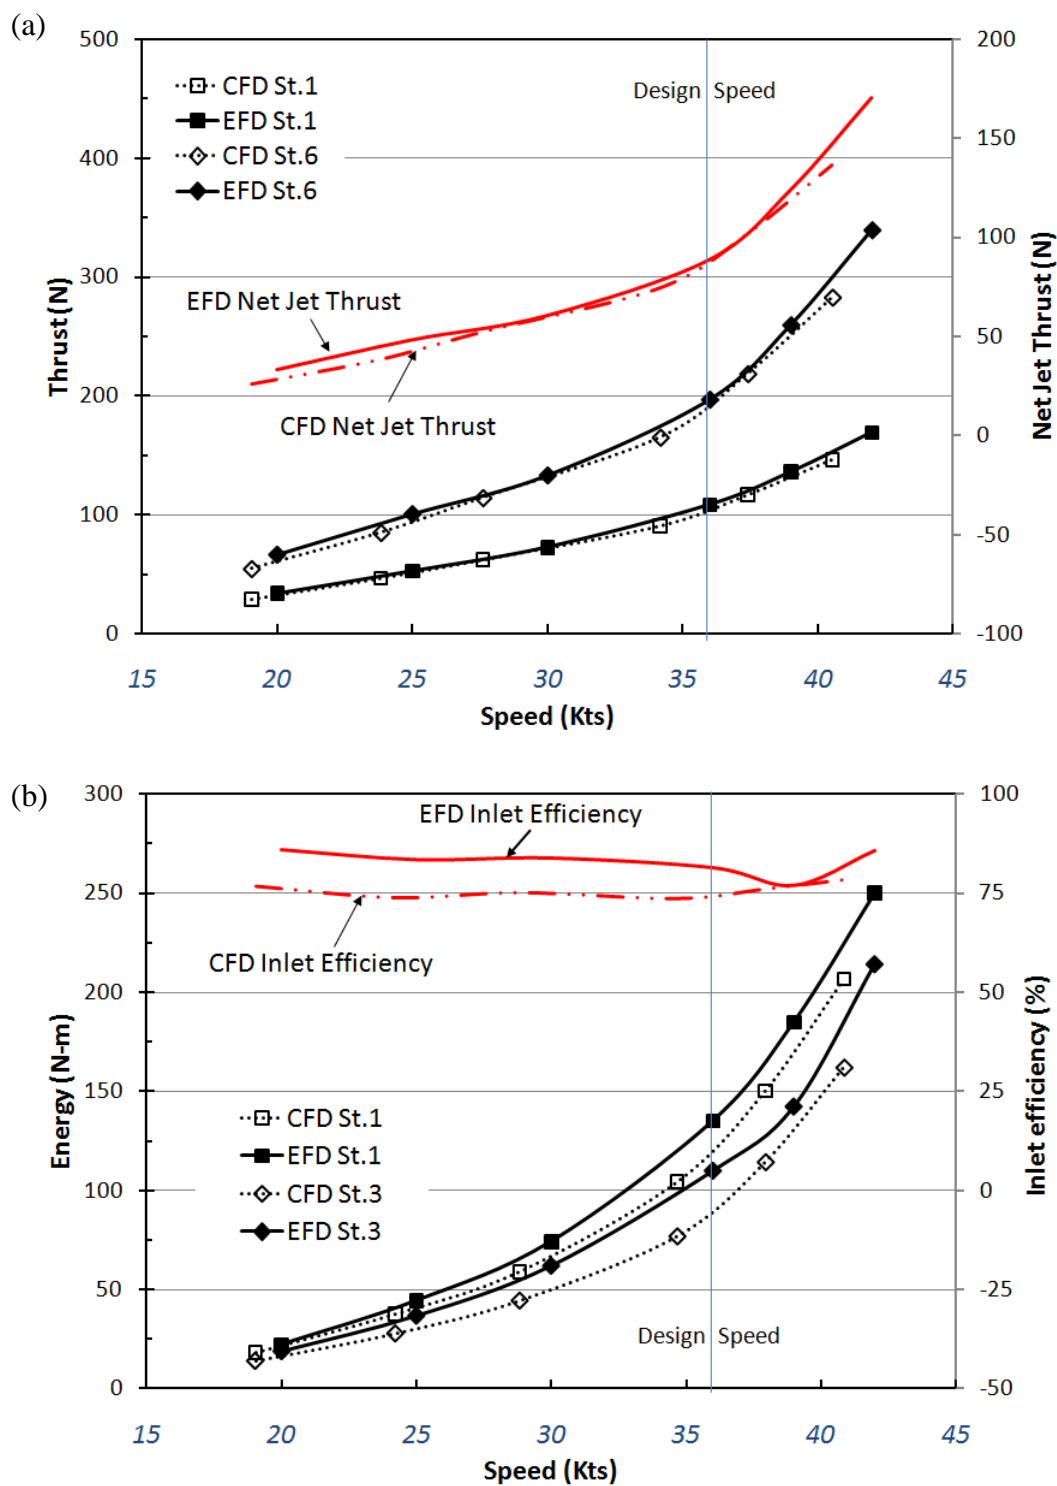 (a)
500
400
300
200
100
0
Thrust (N)
CFD St.1
EFD St.1
CFD St.6
EFD St.6
Design Speed
EFD Net Jet Thrust
CFD Net Jet Thrust
200
150
100
50
0
-50
-100
Net Jet Thrust (N)
15 20 25 30 35 40 45
Speed (Kts)
(b)
300
250
200
150
100
50
0
Energy (N-m)
EFD Inlet Efficiency
CFD Inlet Efficiency
CFD St.1
EFD St.1
CFD St.3
EFD St.3
Design Speed
100
75
50
25
0
-25
-50
Inlet efficiency (%)
15 20 25 30 35 40 45
Speed (Kts)